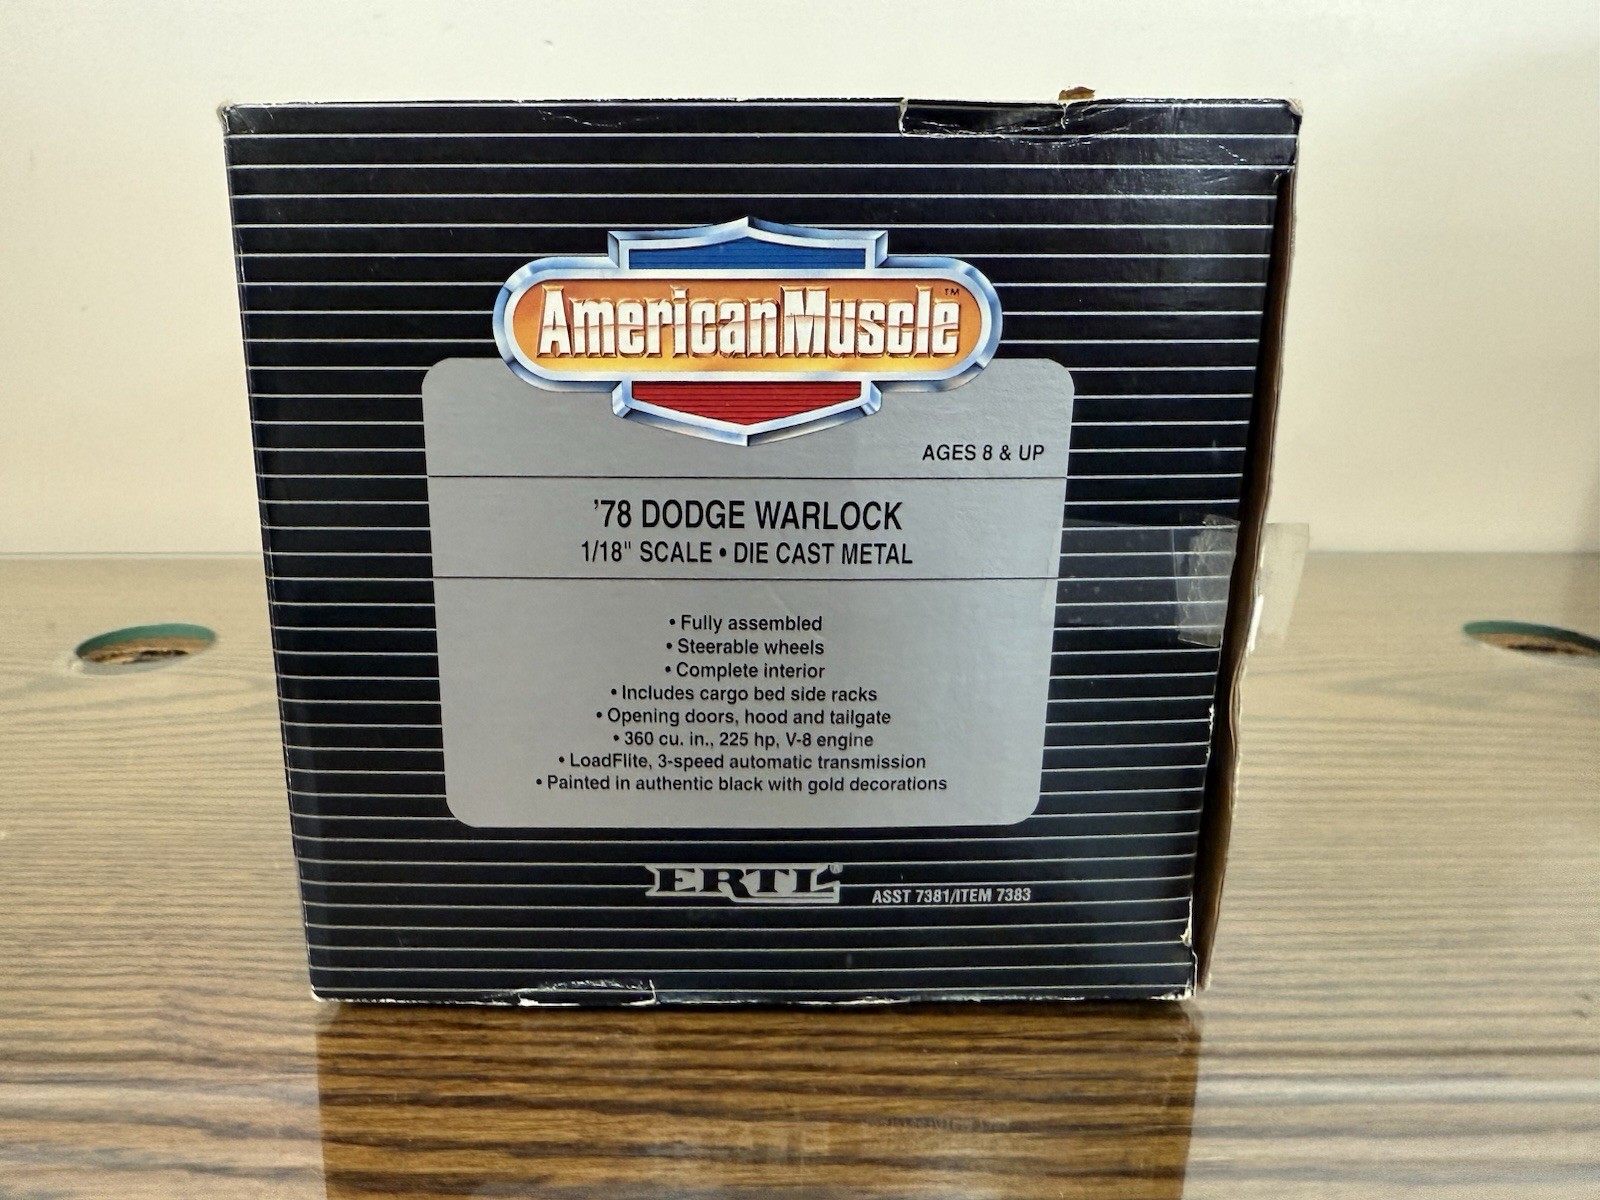 AmericanMuscle™
AGES 8 & UP
'78 DODGE WARLOCK
1/18" SCALE • DIE CAST METAL
• Fully assembled
• Steerable wheels
• Complete interior
• Includes cargo bed side racks
• Opening doors, hood and tailgate
• 360 cu. in., 225 hp, V-8 engine
• LoadFlite, 3-speed automatic transmission
• Painted in authentic black with gold decorations
ERTL®
ASST 7381/ITEM 7383